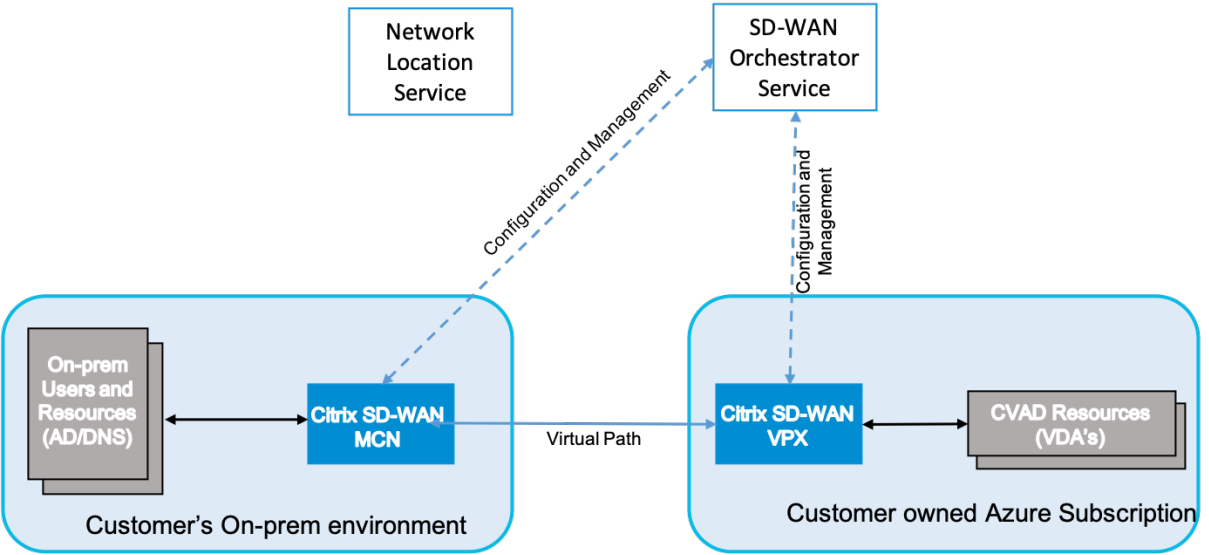 Network
Location
Service
SD-WAN
Orchestrator
Service
Configuration and Management
Configuration and
Management
On-prem
Users and
Resources
(AD/DNS)
Citrix SD-WAN
MCN
Virtual Path
Citrix SD-WAN
VPX
CVAD Resources
(VDA's)
Customer's On-prem environment
Customer owned Azure Subscription